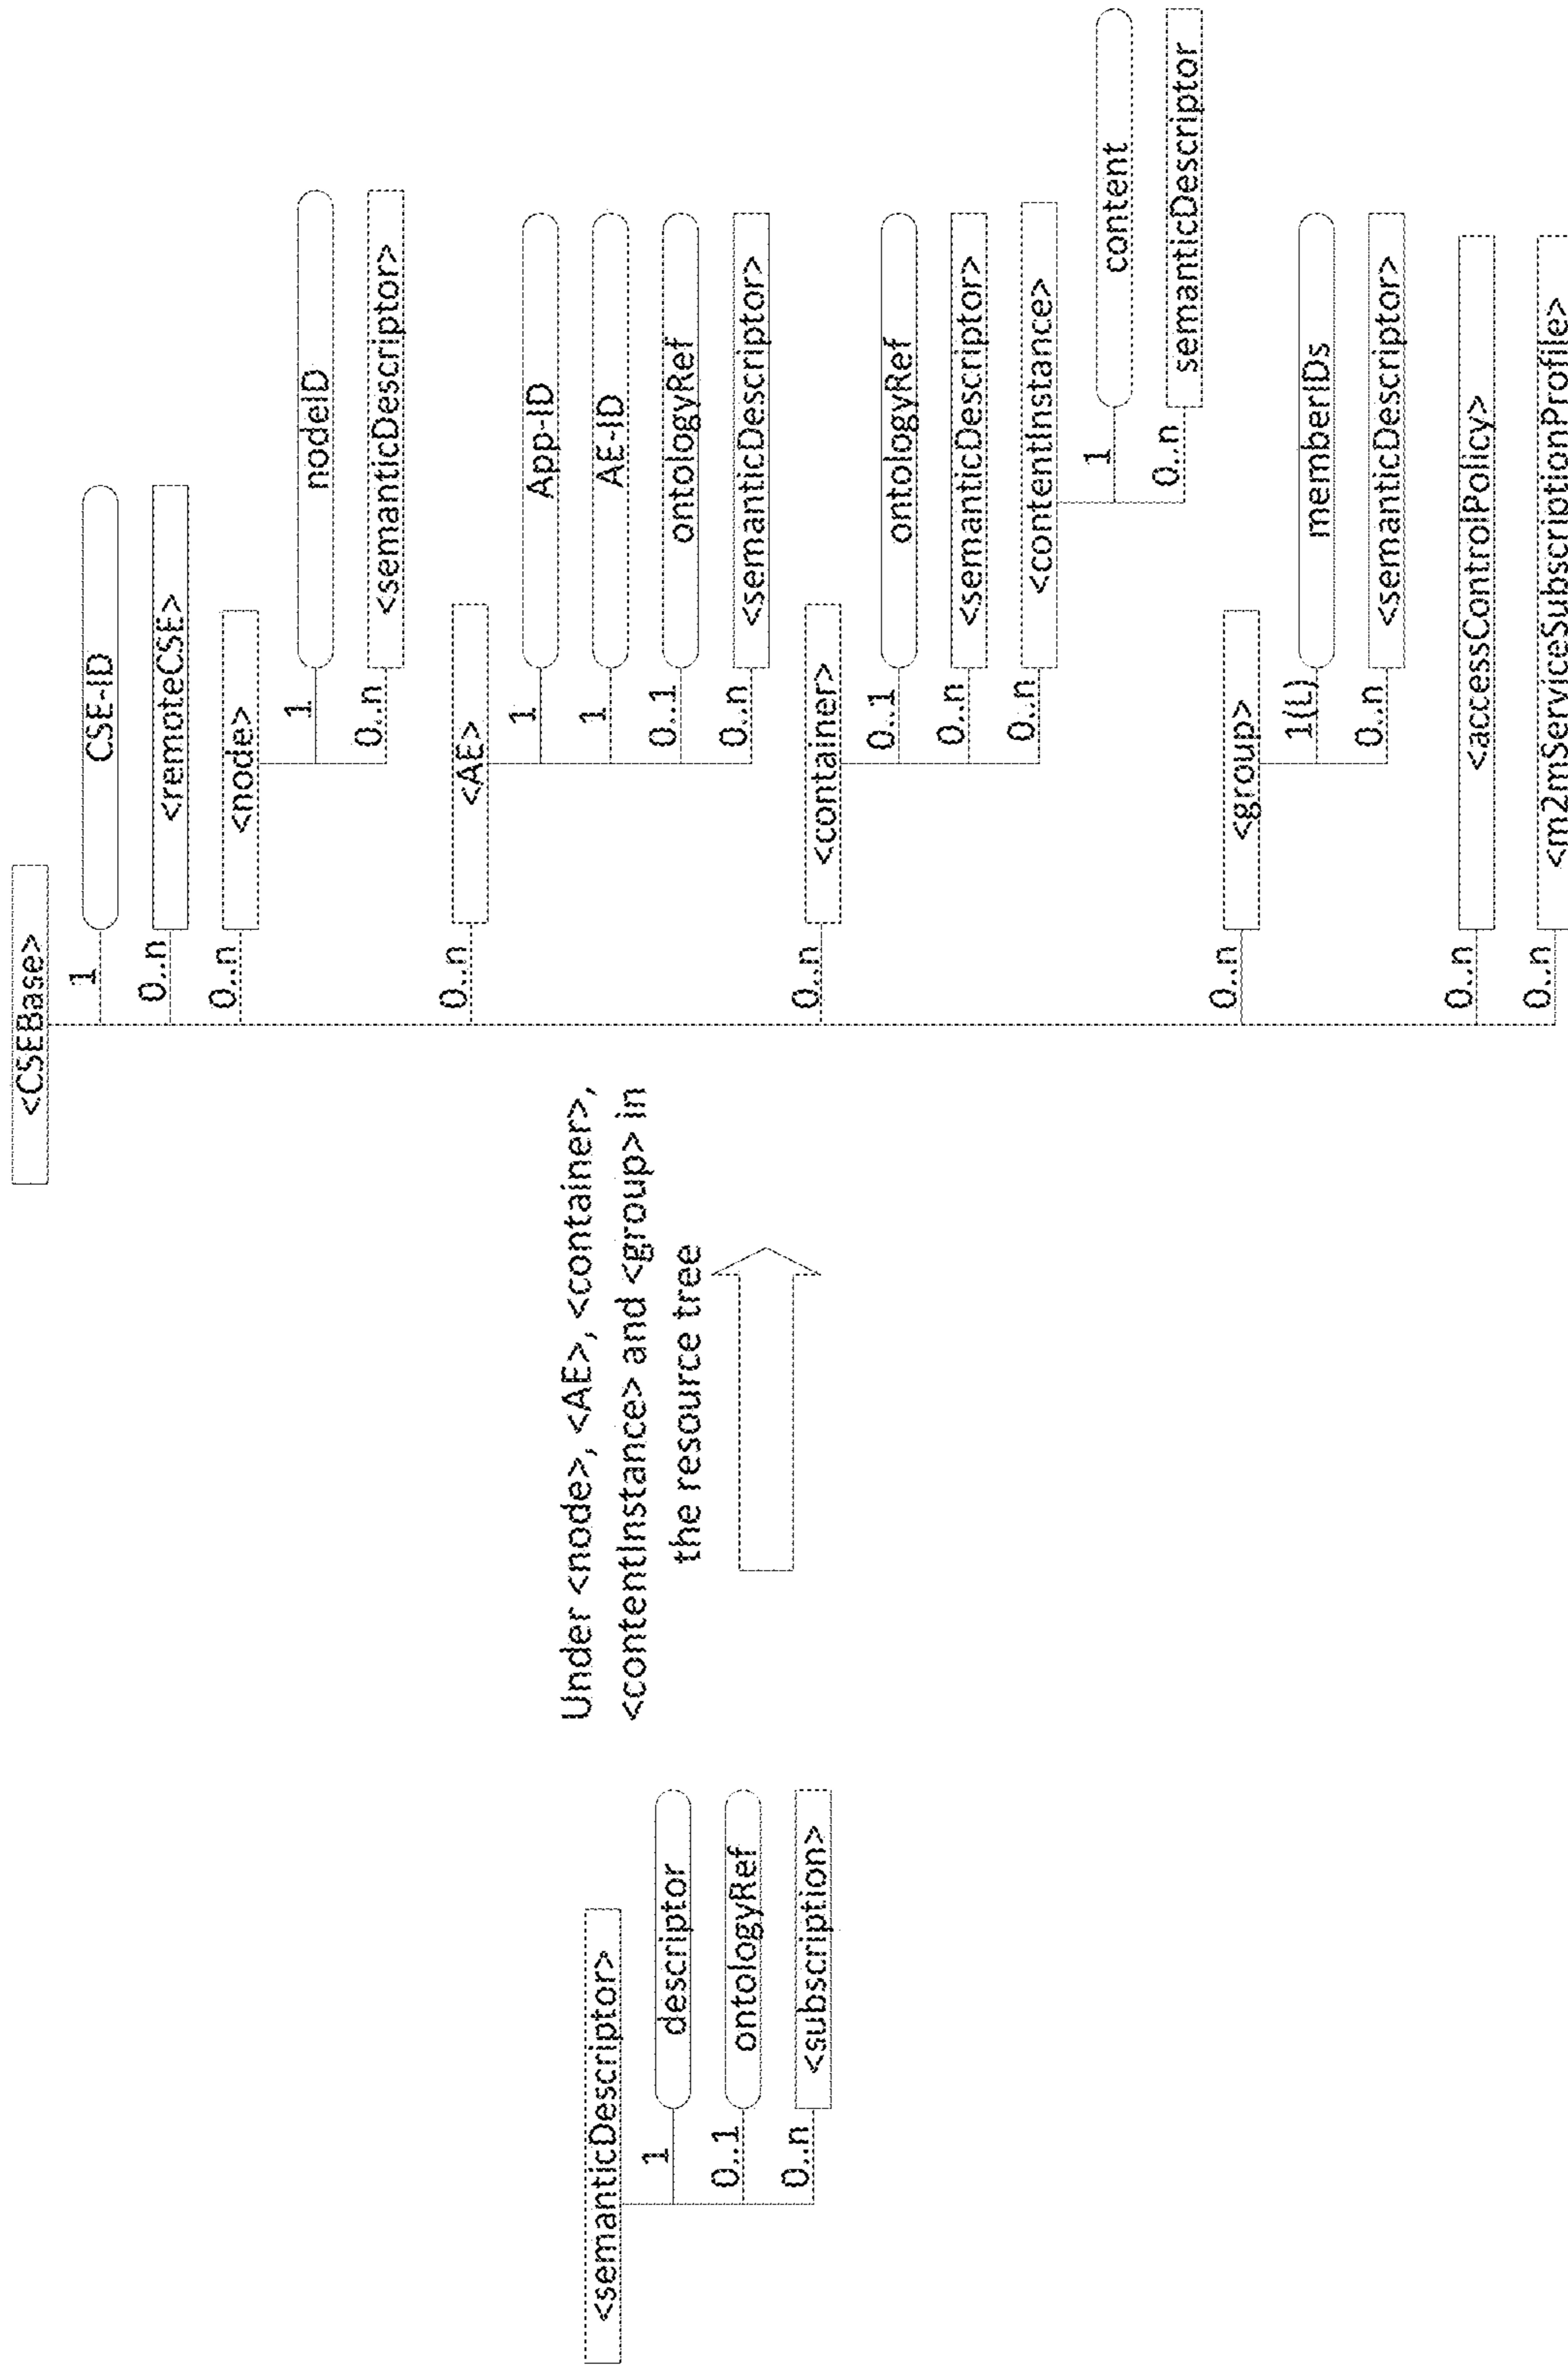 <semanticDescriptor>
1
descriptor
0..1
ontologyRef
0..n
<subscription>
Under <node>, <AE>, <container>,
<contentInstance> and <group> in
the resource tree
<CSEBase>
1
CSE-ID
0..n
<remoteCSE>
0..n
<node>
1
nodeID
0..n
<semanticDescriptor>
0..n
<AE>
1
App-ID
1
AE-ID
0..1
ontologyRef
0..n
<semanticDescriptor>
0..n
<container>
0..1
ontologyRef
0..n
<semanticDescriptor>
0..n
<contentInstance>
1
content
0..n
semanticDescriptor
0..n
<group>
1(L)
memberIDs
0..n
<semanticDescriptor>
0..n
<accessControlPolicy>
0..n
<m2mServiceSubscriptionProfile>